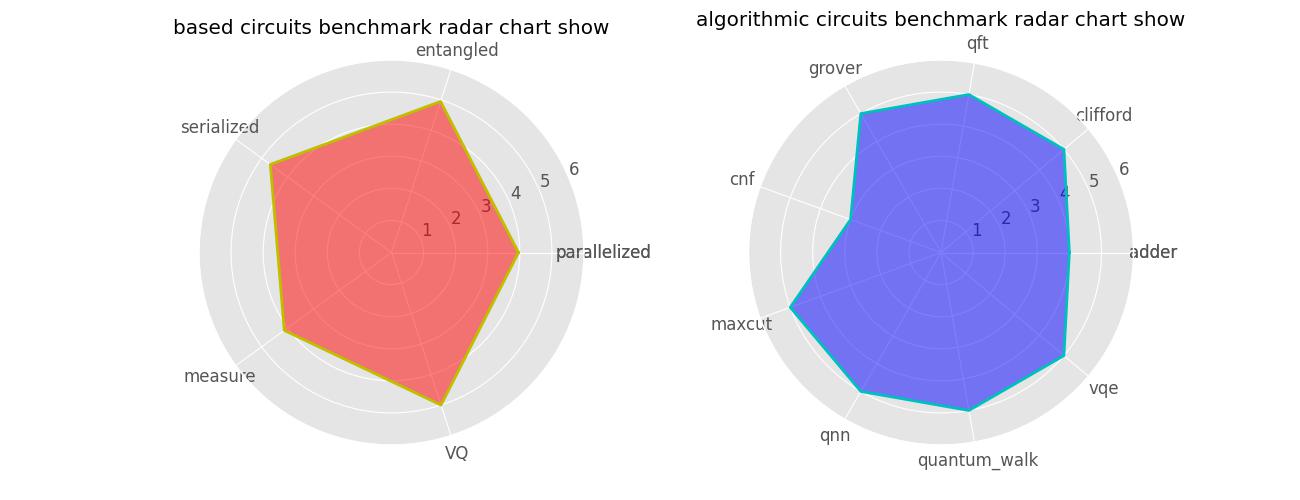 based circuits benchmark radar chart show
entangled
serialized
parallelized
measure
VQ
1
2
3
4
5
6
algorithmic circuits benchmark radar chart show
qft
grover
clifford
cnf
adder
maxcut
vqe
qnn
quantum_walk
1
2
3
4
5
6